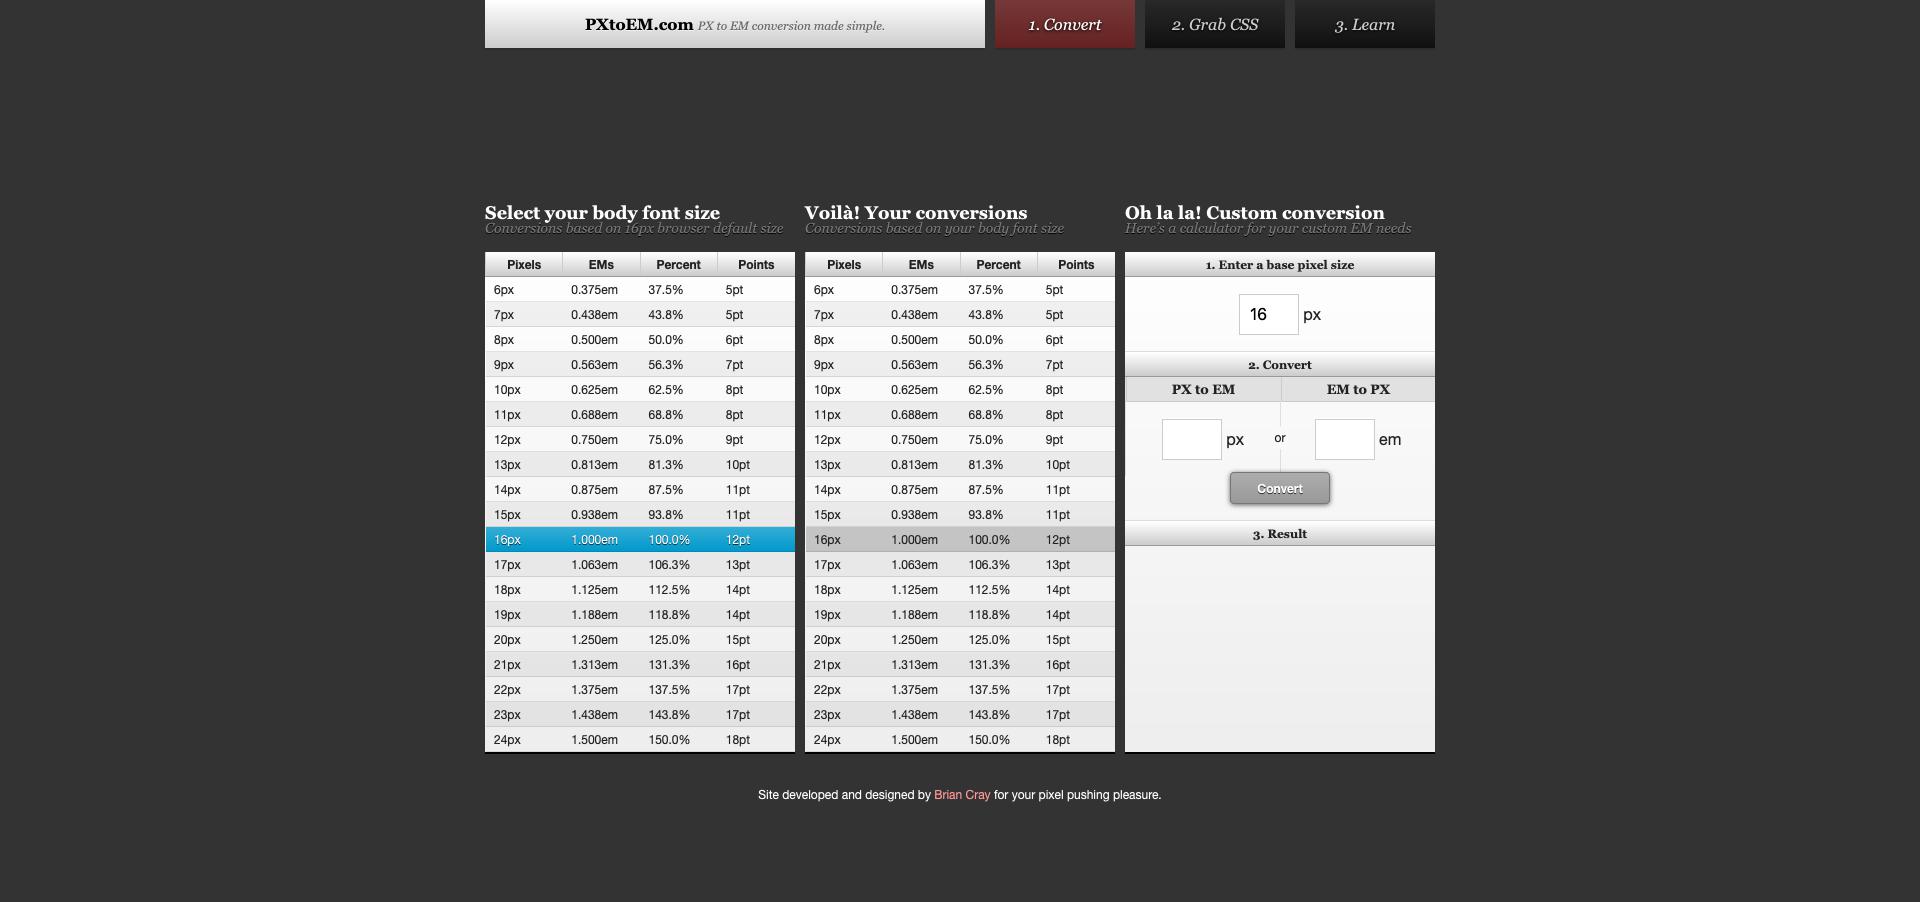 PXtoEM.com PX to EM conversion made simple.
1. Convert
2. Grab CSS
3. Learn
Select your body font size
Conversions based on 16px browser default size
Pixels EMs Percent Points
6px 0.375em 37.5% 5pt
7px 0.438em 43.8% 5pt
8px 0.500em 50.0% 6pt
9px 0.563em 56.3% 7pt
10px 0.625em 62.5% 8pt
11px 0.688em 68.8% 8pt
12px 0.750em 75.0% 9pt
13px 0.813em 81.3% 10pt
14px 0.875em 87.5% 11pt
15px 0.938em 93.8% 11pt
16px 1.000em 100.0% 12pt
17px 1.063em 106.3% 13pt
18px 1.125em 112.5% 14pt
19px 1.188em 118.8% 14pt
20px 1.250em 125.0% 15pt
21px 1.313em 131.3% 16pt
22px 1.375em 137.5% 17pt
23px 1.438em 143.8% 17pt
24px 1.500em 150.0% 18pt
Voilà! Your conversions
Conversions based on your body font size
Pixels EMs Percent Points
6px 0.375em 37.5% 5pt
7px 0.438em 43.8% 5pt
8px 0.500em 50.0% 6pt
9px 0.563em 56.3% 7pt
10px 0.625em 62.5% 8pt
11px 0.688em 68.8% 8pt
12px 0.750em 75.0% 9pt
13px 0.813em 81.3% 10pt
14px 0.875em 87.5% 11pt
15px 0.938em 93.8% 11pt
16px 1.000em 100.0% 12pt
17px 1.063em 106.3% 13pt
18px 1.125em 112.5% 14pt
19px 1.188em 118.8% 14pt
20px 1.250em 125.0% 15pt
21px 1.313em 131.3% 16pt
22px 1.375em 137.5% 17pt
23px 1.438em 143.8% 17pt
24px 1.500em 150.0% 18pt
Oh la la! Custom conversion
Here's a calculator for your custom EM needs
1. Enter a base pixel size
16 px
2. Convert
PX to EM EM to PX
px or em
Convert
3. Result
Site developed and designed by Brian Cray for your pixel pushing pleasure.